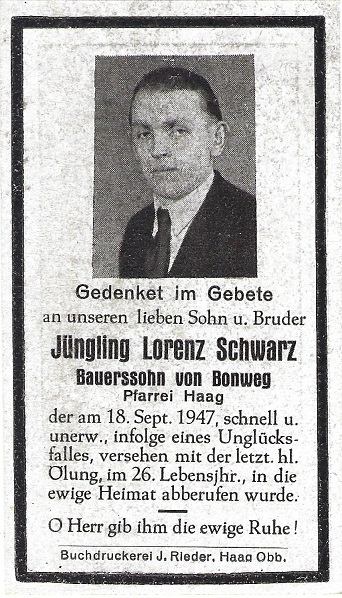 Gedenket im Gebete
an unseren lieben Sohn u. Bruder
Jüngling Lorenz Schwarz
Bauerssohn von Bonweg
Pfarrei Haag
der am 18. Sept. 1947, schnell u.
unerw., infolge eines Unglücks-
falles, versehen mit der letzt. hl.
Ölung, im 26. Lebensjhr., in die
ewige Heimat abberufen wurde.
O Herr gib ihm die ewige Ruhe!
Buchdruckerei J. Rieder, Haag Obb.